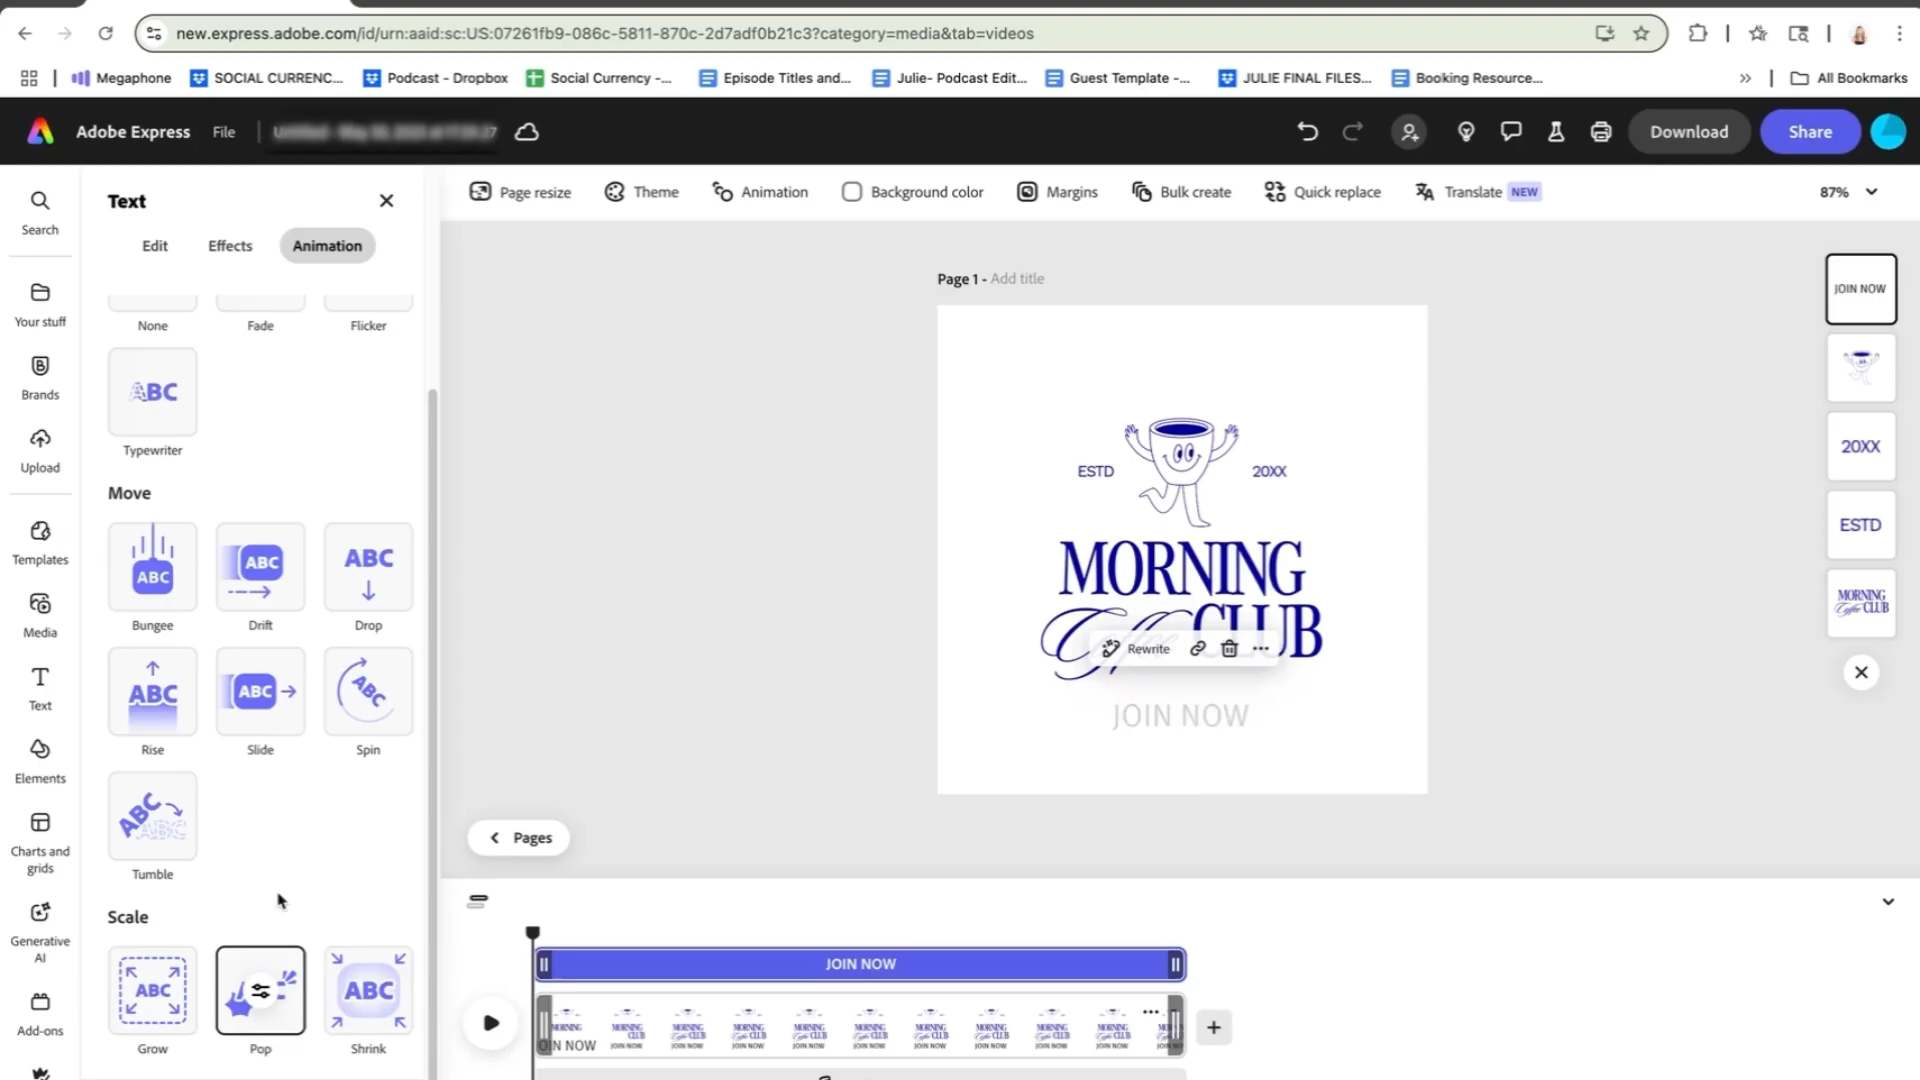 new.express.adobe.com/id/urn:aaid:sc:US:07261fb9-086c-5811-870c-2d7adf0b21c3?category=media&tab=videos
Megaphone
SOCIAL CURRENC...
Podcast - Dropbox
Social Currency -...
Episode Titles and...
Julie- Podcast Edit...
Guest Template -...
JULIE FINAL FILES...
Booking Resource...
All Bookmarks
Adobe Express
File
Download
Share
Page resize
Theme
Animation
Background color
Margins
Bulk create
Quick replace
Translate NEW
87%
Search
Your stuff
Brands
Upload
Templates
Media
Text
Elements
Charts and
grids
Generative
AI
Add-ons
Text
Edit
Effects
Animation
None
Fade
Flicker
ABC
Typewriter
Move
ABC
ABC
ABC
Bungee
Drift
Drop
ABC
ABC
ABC
Rise
Slide
Spin
ABC
ABC
Tumble
Scale
ABC
ABC
Grow
Pop
Shrink
Page 1 - Add title
ESTD
20XX
MORNING
Coffee CLUB
Rewrite
JOIN NOW
JOIN NOW
20XX
ESTD
MORNING
Coffee CLUB
Pages
JOIN NOW